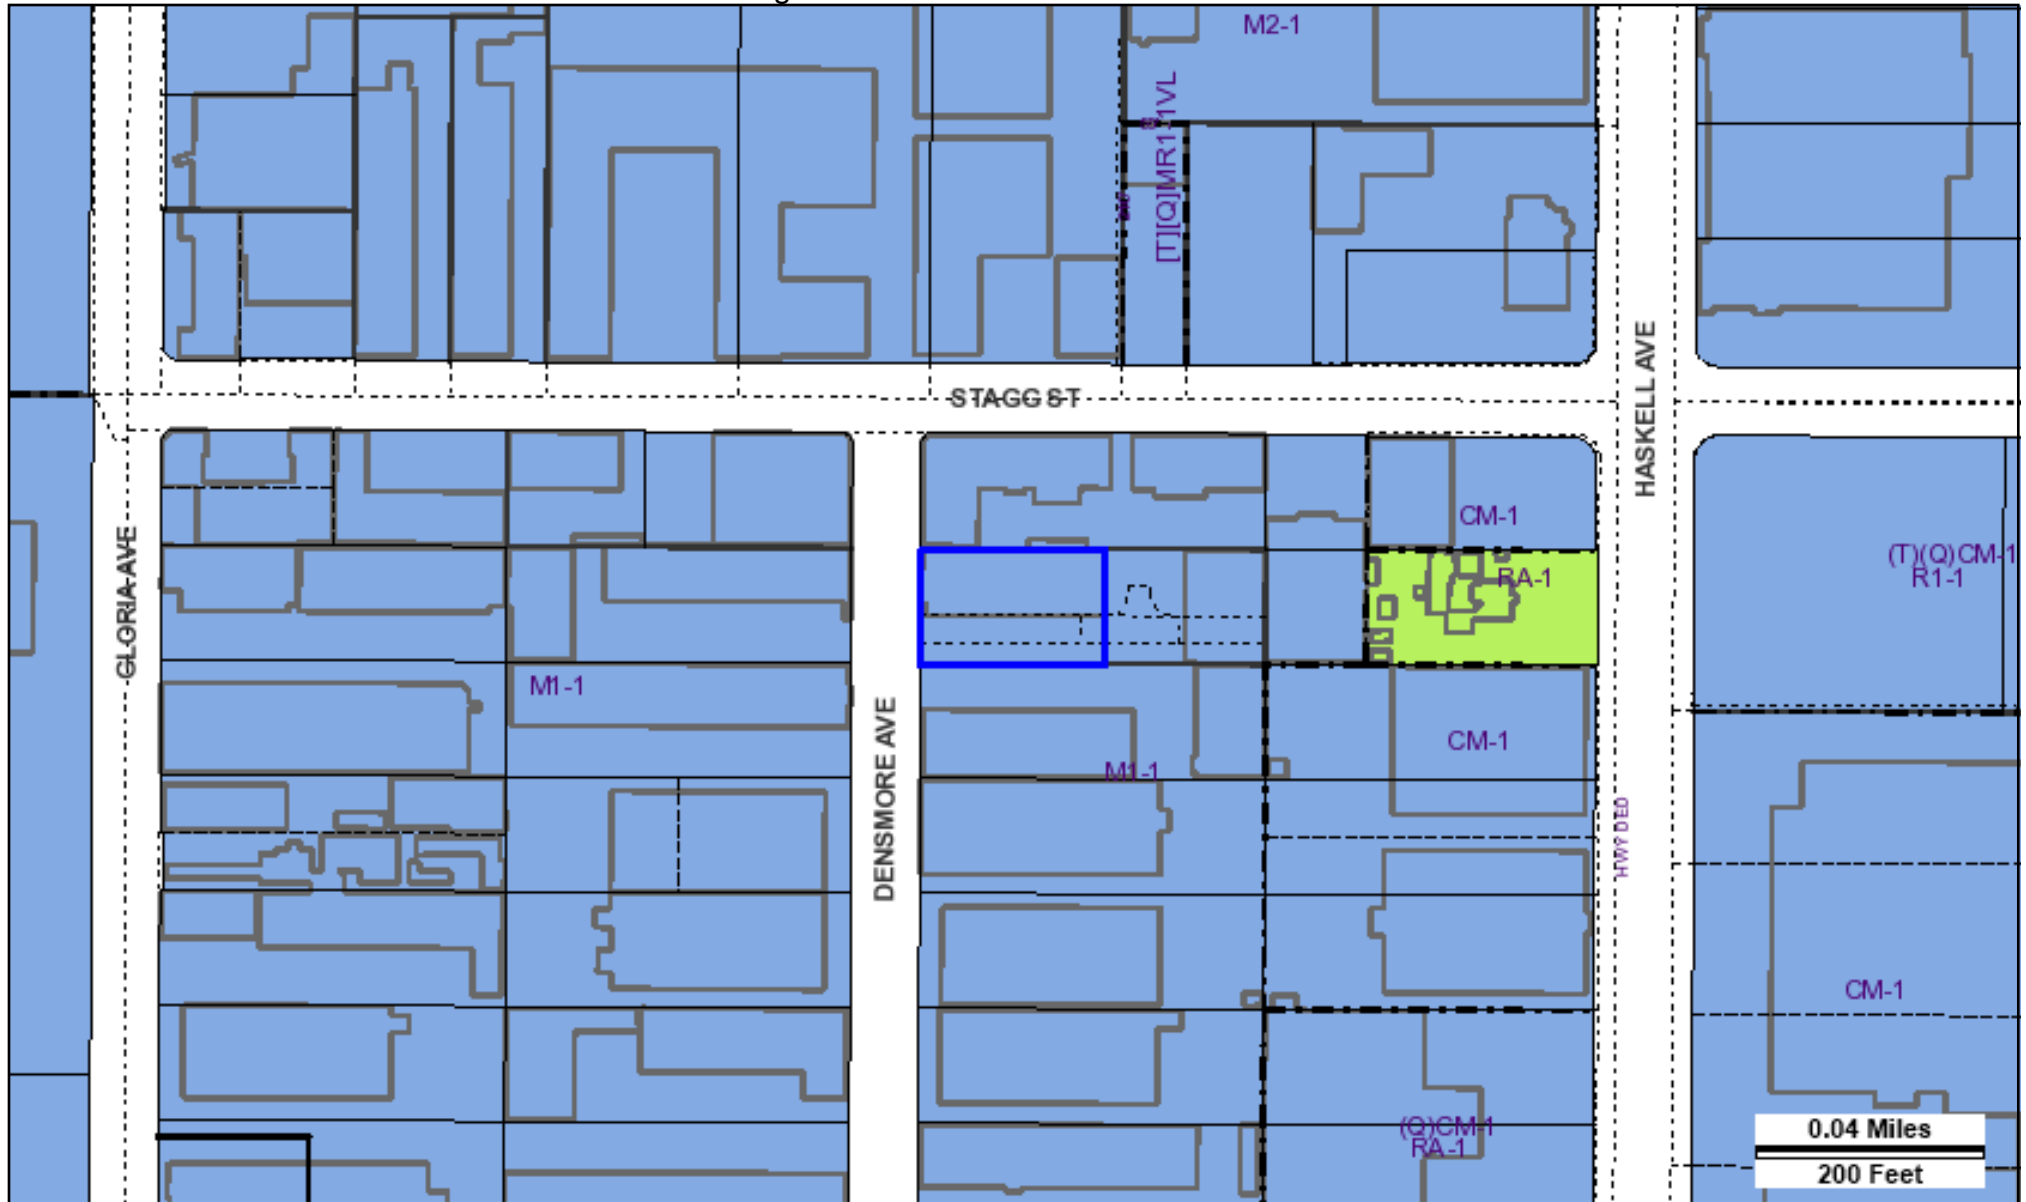 M2-1
[T][Q]MR1-1VL
STAGG ST
HASKELL AVE
CM-1
(T)(Q)CM-1
R1-1
RA-1
GLORIA AVE
M1-1
DENSMORE AVE
CM-1
M1-1
HWY DED
CM-1
(Q)CM-1
RA-1
0.04 Miles
200 Feet